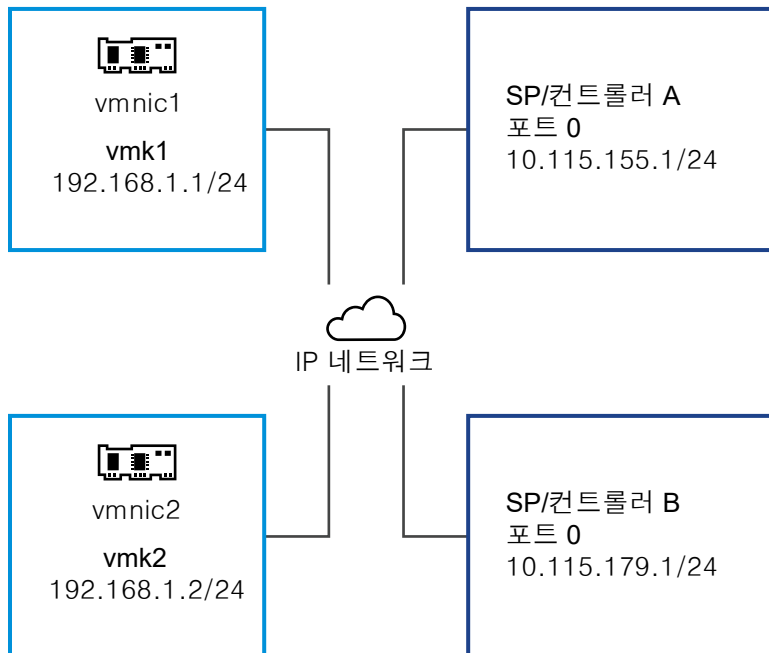 vmnic1
vmk1
192.168.1.1/24
SP/컨트롤러 A
포트 0
10.115.155.1/24
IP 네트워크
vmnic2
vmk2
192.168.1.2/24
SP/컨트롤러 B
포트 0
10.115.179.1/24